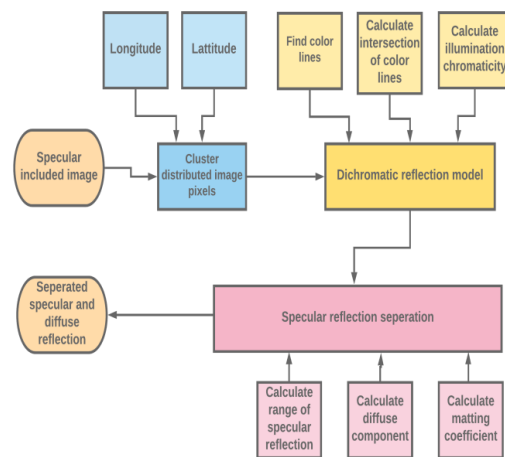 Longitude
Lattitude
Find color
lines
Calculate
intersection
of color
lines
Calculate
illumination
chromaticity
Specular
included image
Cluster
distributed image
pixels
Dichromatic reflection model
Seperated
specular and
diffuse
reflection
Specular reflection seperation
Calculate
range of
specular
reflection
Calculate
diffuse
component
Calculate
matting
coefficient